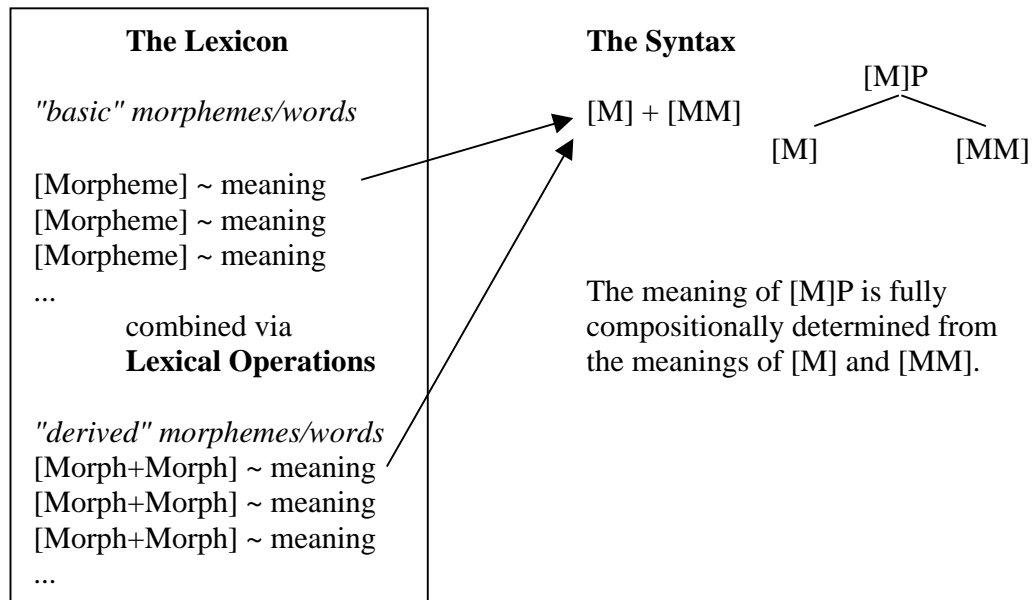 The Lexicon
"basic" morphemes/words
[Morpheme] ~ meaning
[Morpheme] ~ meaning
[Morpheme] ~ meaning
...
combined via
Lexical Operations
"derived" morphemes/words
[Morph+Morph] ~ meaning
[Morph+Morph] ~ meaning
[Morph+Morph] ~ meaning
...
The Syntax
[M]P
[M] + [MM]
[M] [MM]
The meaning of [M]P is fully
compositionally determined from
the meanings of [M] and [MM].